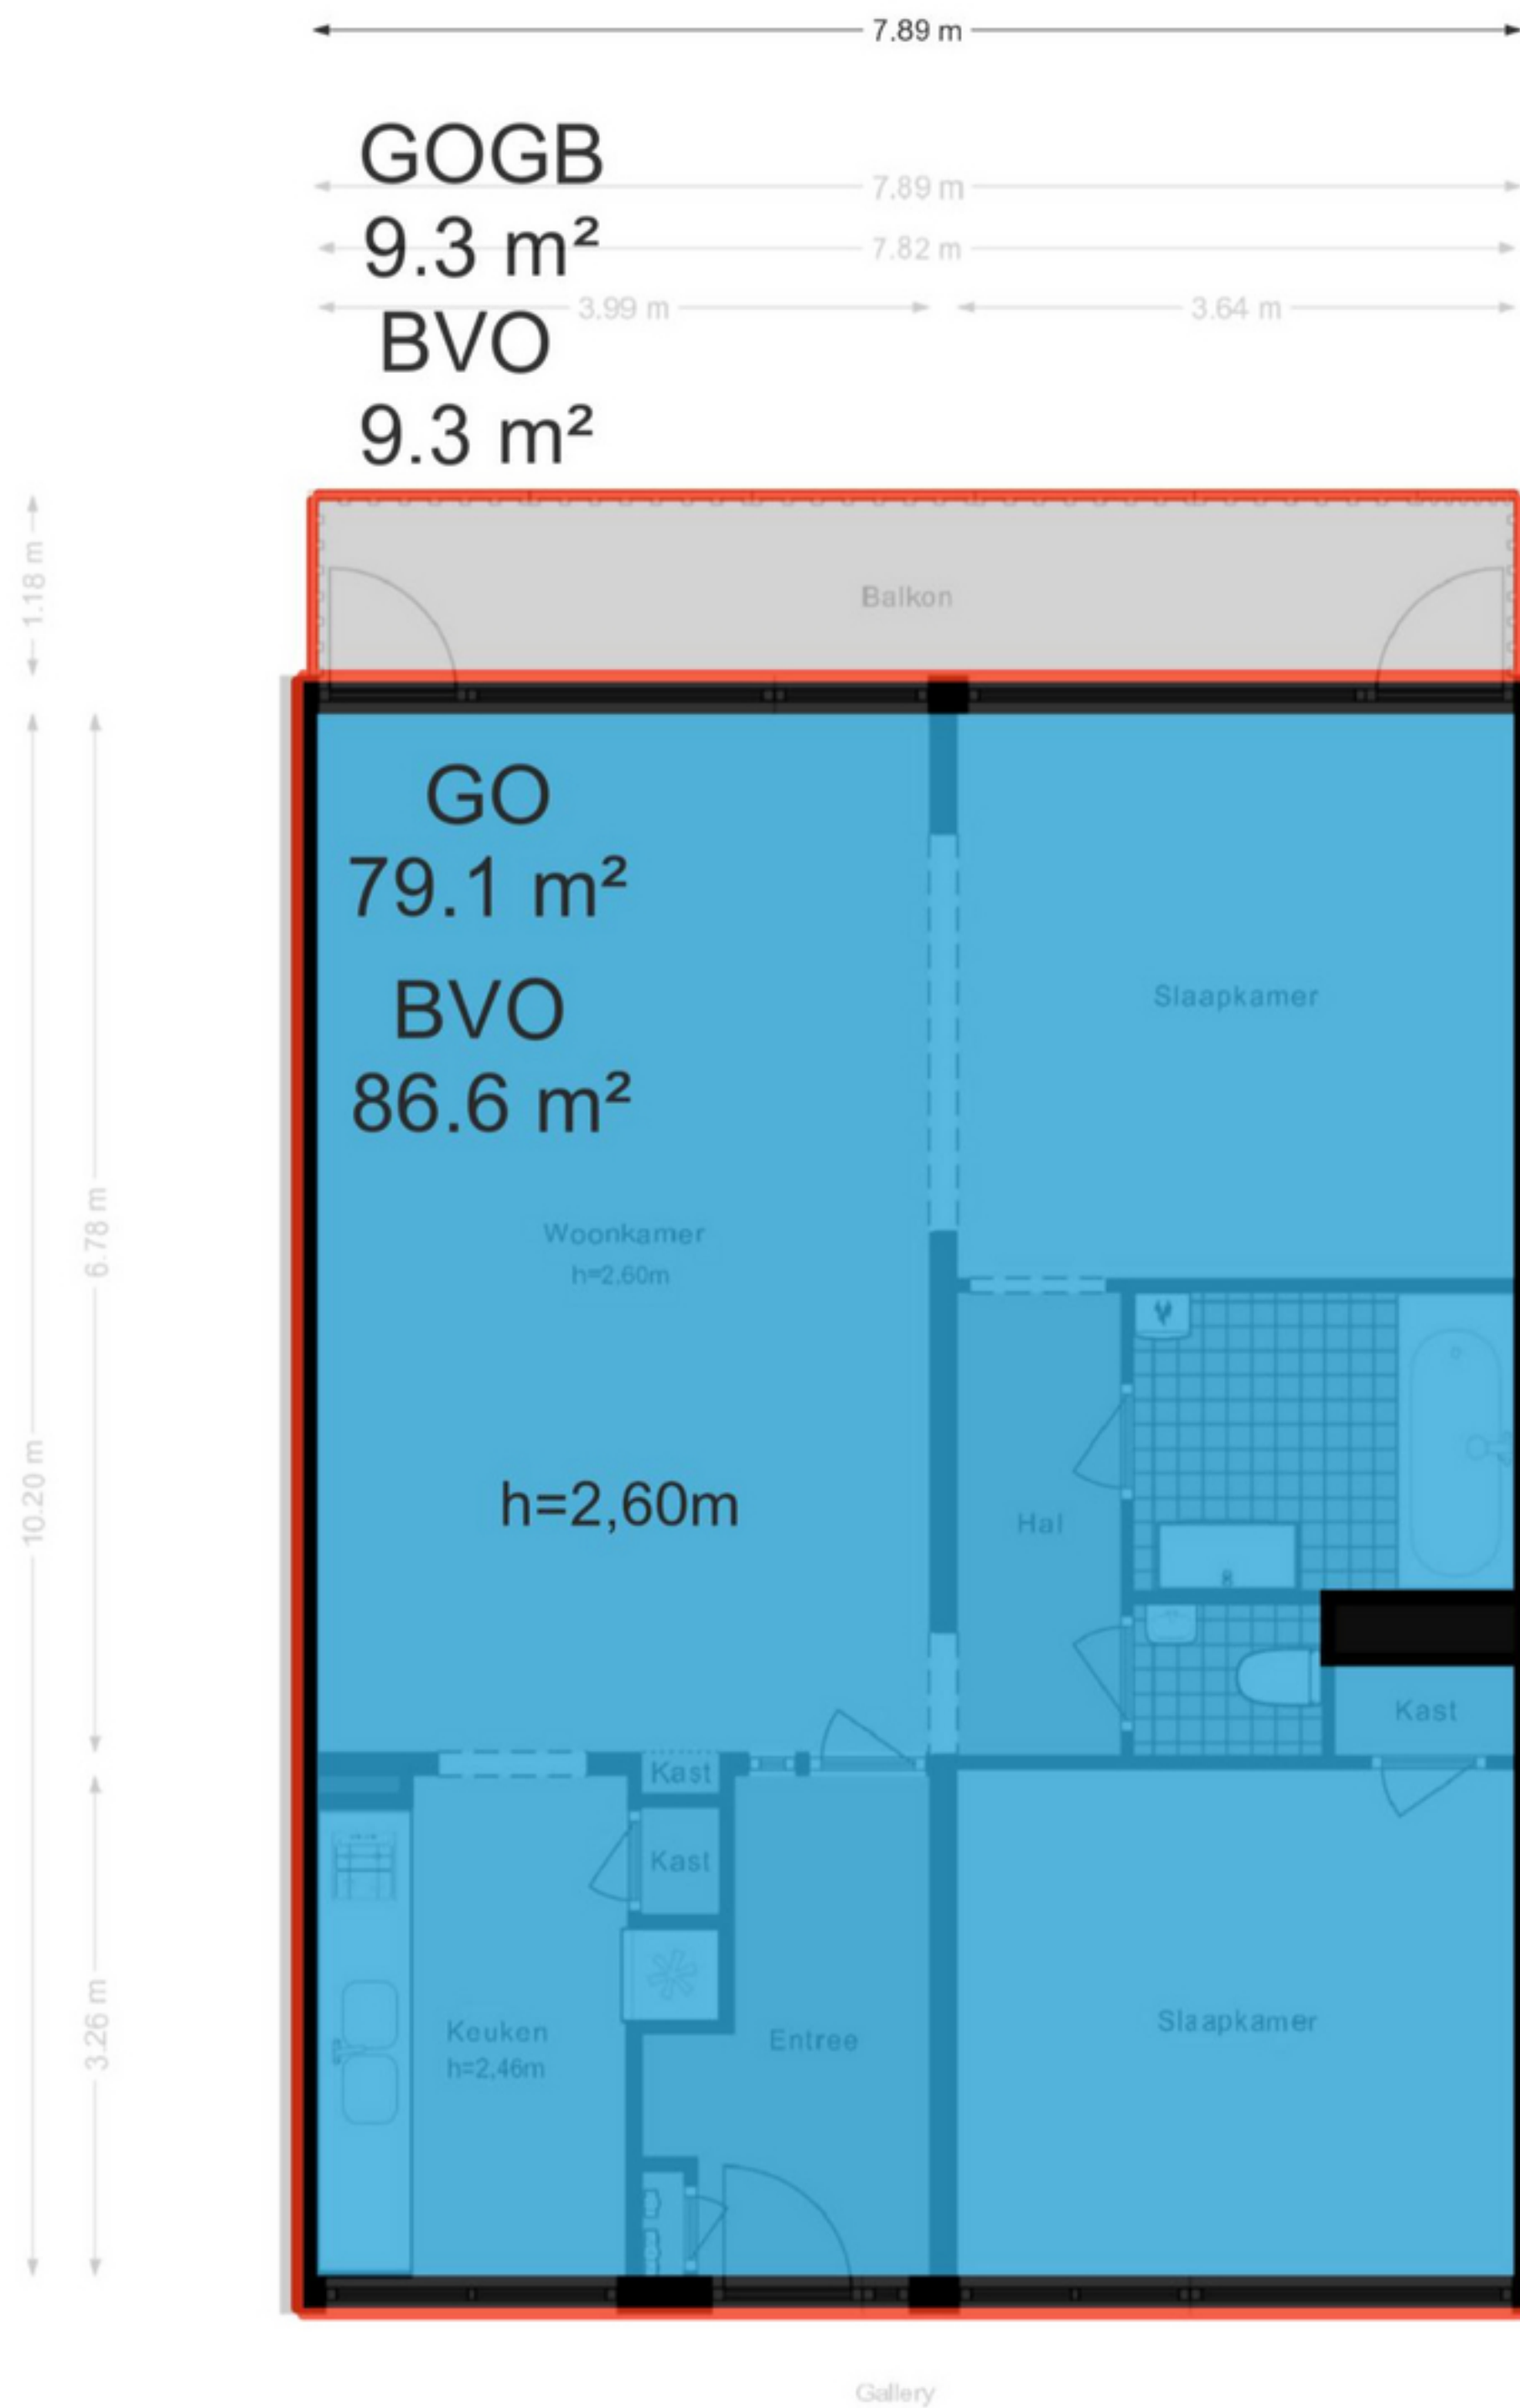 7.89 m
GOGB
7.89 m
9.3 m²
7.82 m
3.99 m
3.64 m
BVO
9.3 m²
1.18 m
Balkon
GO
79.1 m²
Slaapkamer
BVO
86.6 m²
6.78 m
Woonkamer
h=2,60m
10.20 m
h=2,60m
Hal
Kast
Kast
Kast
3.26 m
Keuken
h=2,46m
Entree
Slaapkamer
Gallery